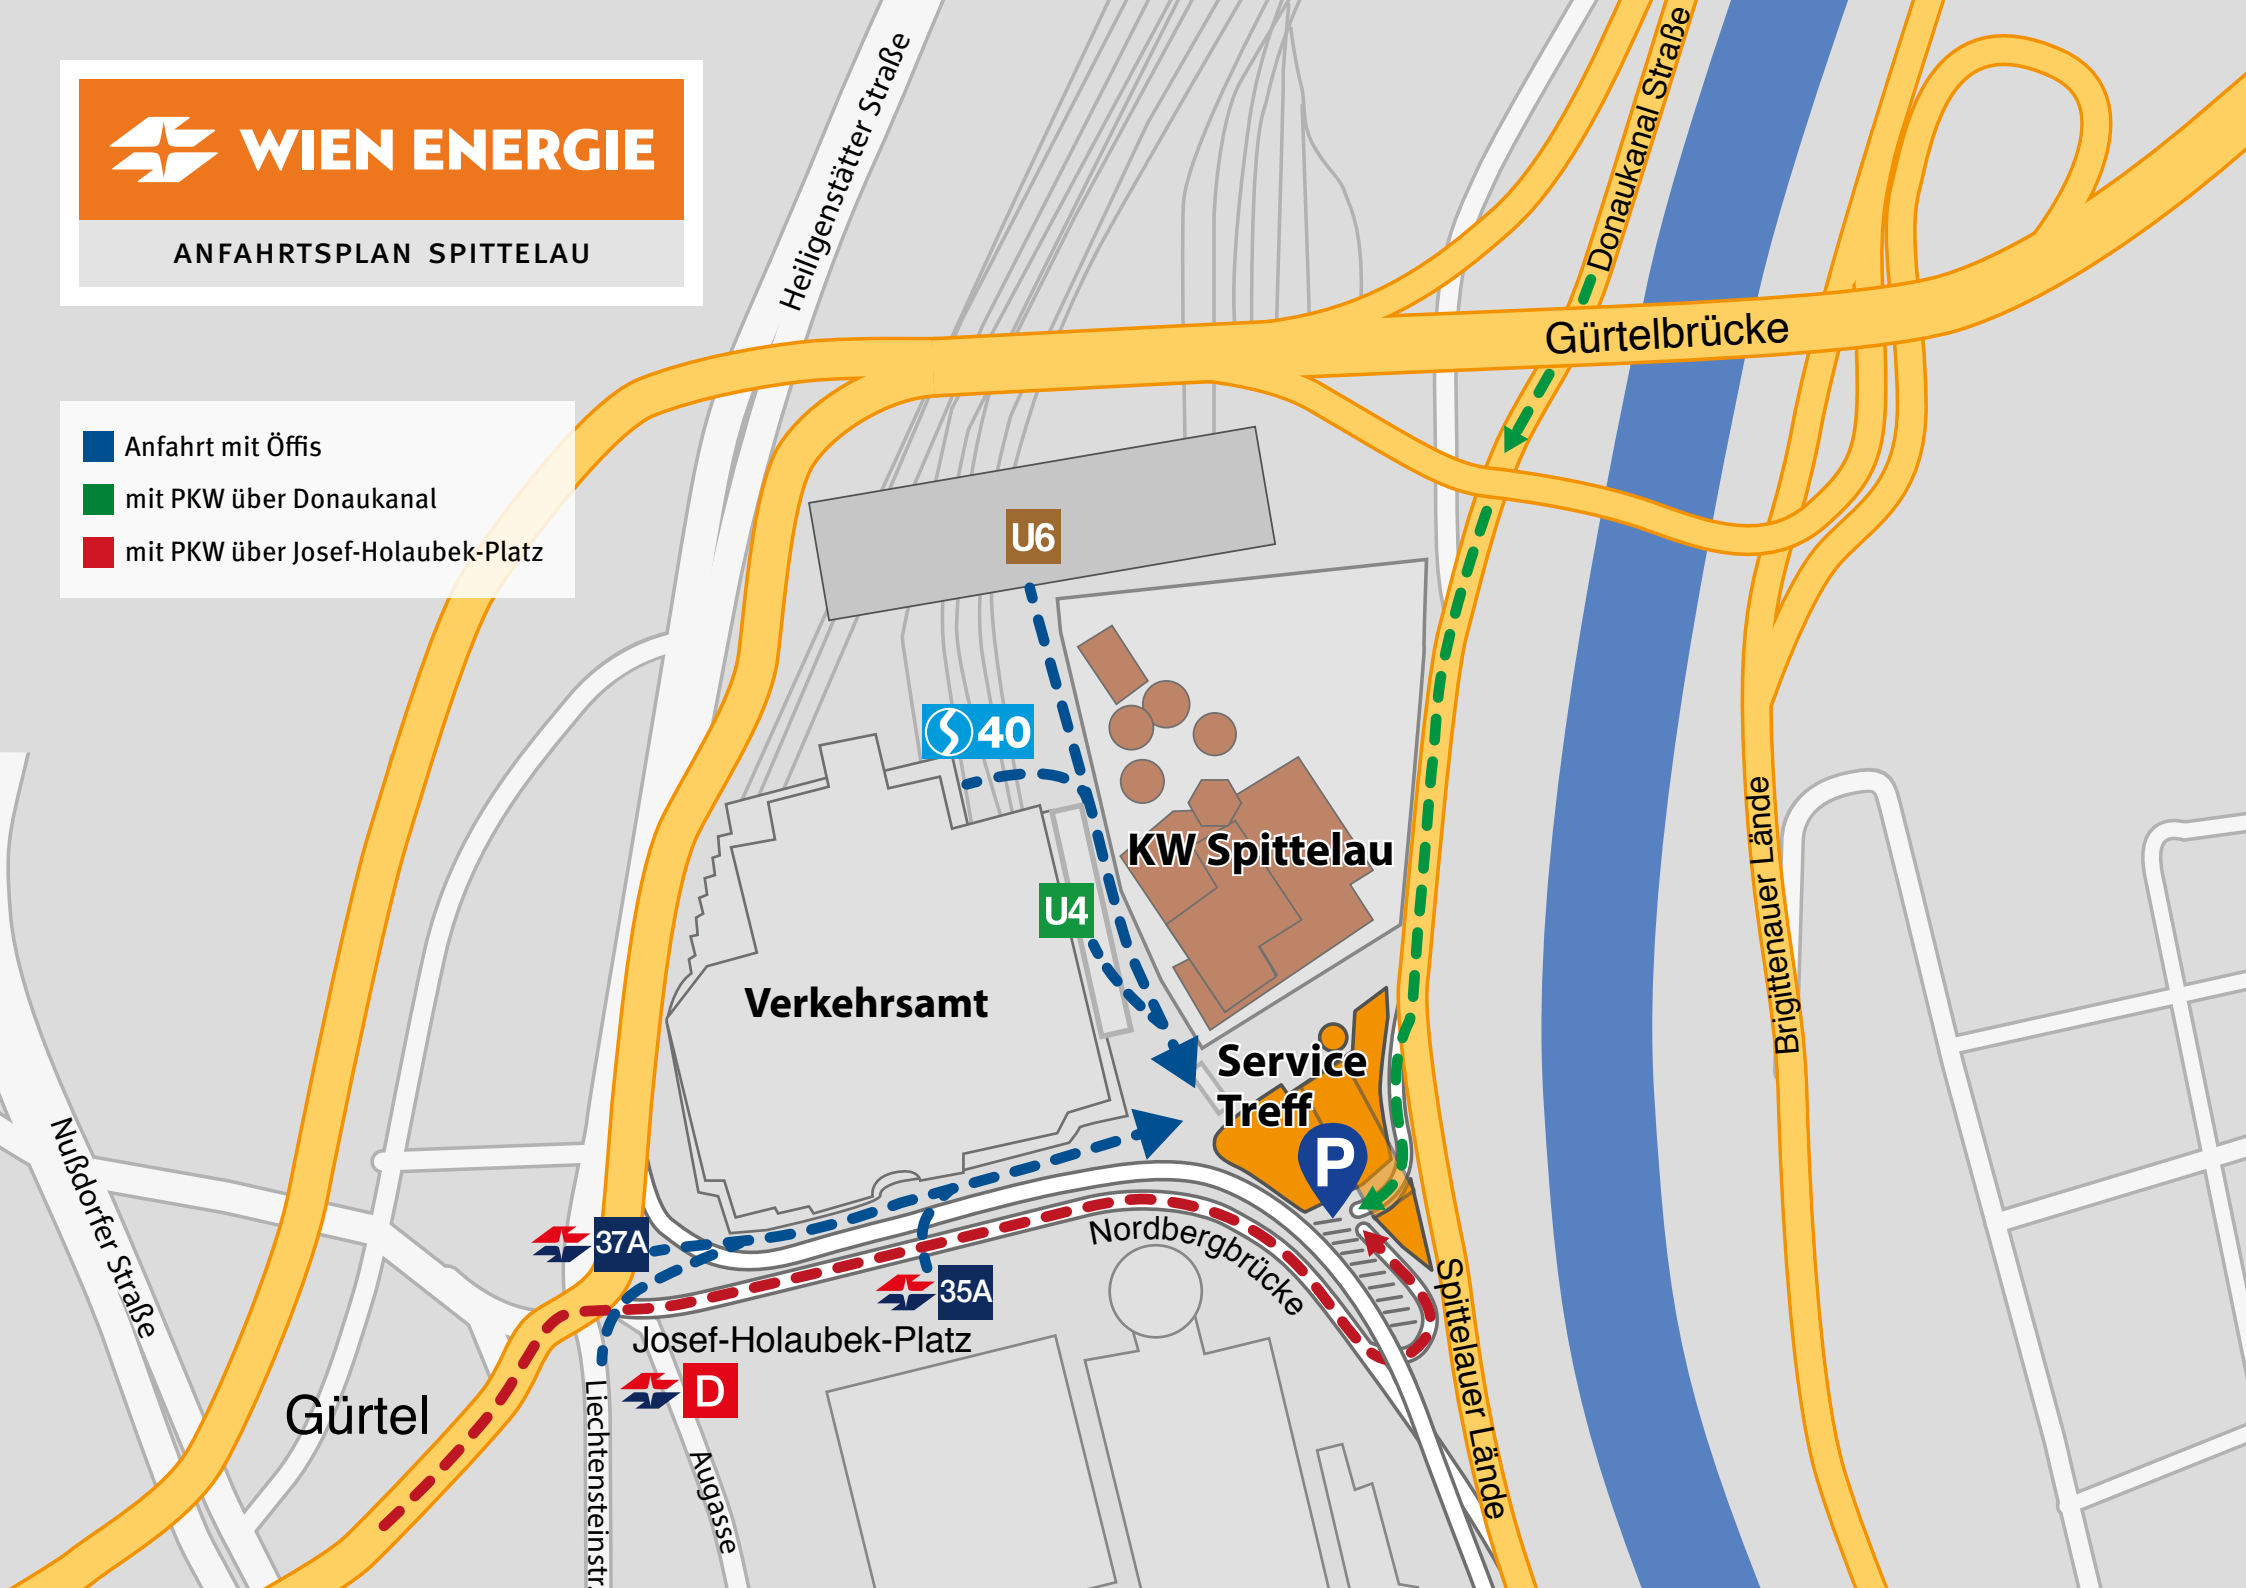 WIEN ENERGIE
ANFAHRTSPLAN SPITTELAU
Anfahrt mit Öffis
mit PKW über Donaukanal
mit PKW über Josef-Holaubek-Platz
Heiligenstätter Straße
Donaukanal Straße
Gürtelbrücke
U6
S 40
KW Spittelau
U4
Verkehrsamt
Service
Treff
P
Brigittenauer Lände
Nußdorfer Straße
37A
35A
Nordbergbrücke
Josef-Holaubek-Platz
D
Gürtel
Liechtensteinstr.
Augasse
Spittelauer Lände